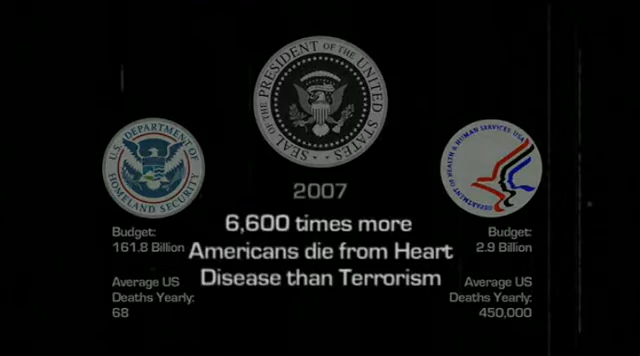 SEAL OF THE PRESIDENT OF THE UNITED STATES
U.S. DEPARTMENT OF HOMELAND SECURITY
DEPARTMENT OF HEALTH & HUMAN SERVICES USA
2007
6,600 times more
Americans die from Heart
Disease than Terrorism
Budget:
161.8 Billion
Average US
Deaths Yearly:
68
Budget:
2.9 Billion
Average US
Deaths Yearly:
450,000